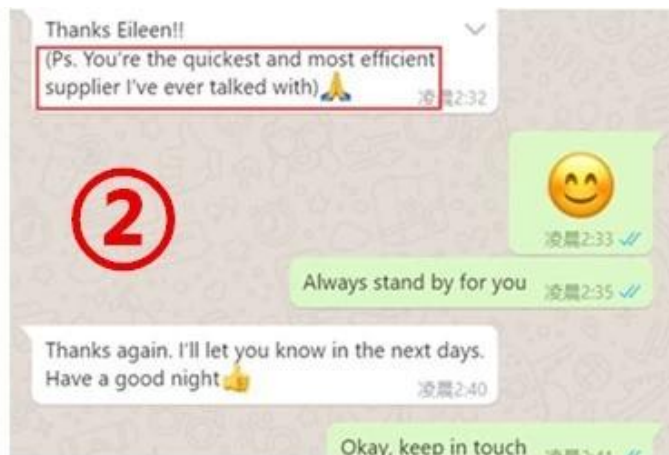 Thanks Eileen!!
(Ps. You're the quickest and most efficient
supplier I've ever talked with)🙏
凌晨2:32
②
😊
凌晨2:33
Always stand by for you
凌晨2:35
Thanks again. I'll let you know in the next days.
Have a good night👍
凌晨2:40
Okay, keep in touch